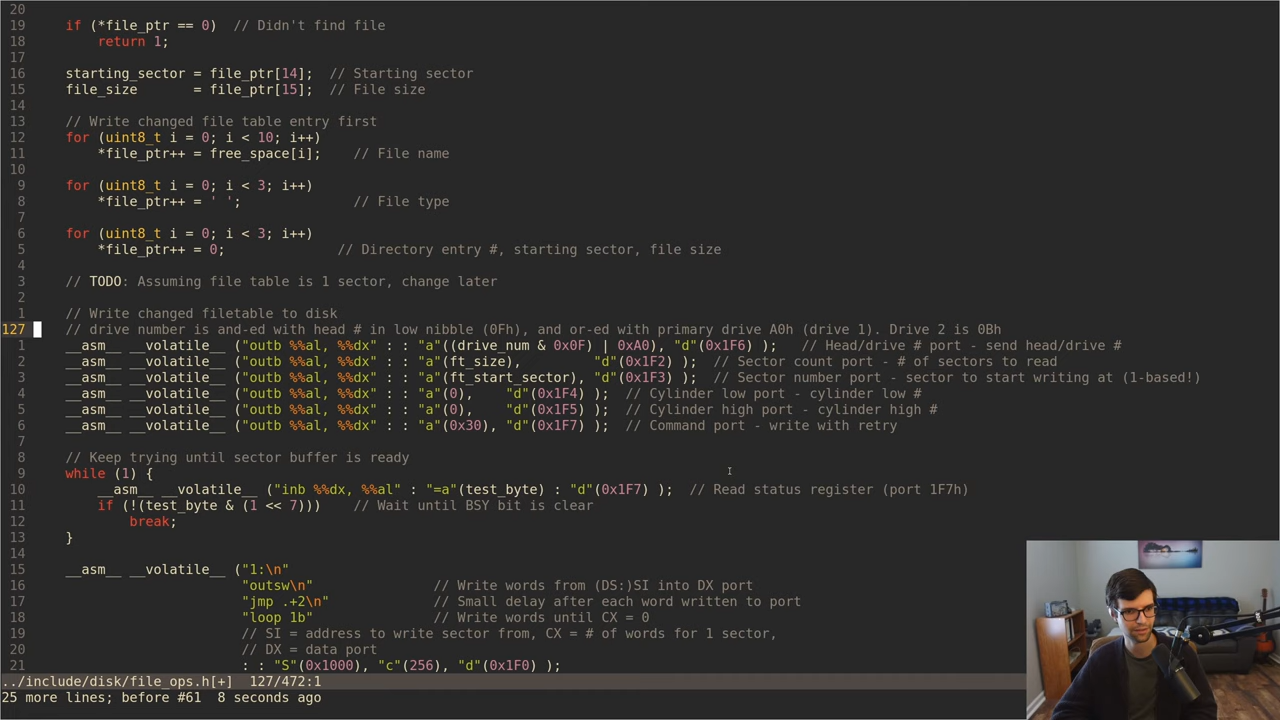 20
19     if (*file_ptr == 0)  // Didn't find file
18         return 1;
17
16     starting_sector = file_ptr[14];  // Starting sector
15     file_size       = file_ptr[15];  // File size
14
13     // Write changed file table entry first
12     for (uint8_t i = 0; i < 10; i++)
11         *file_ptr++ = free_space[i];    // File name
10
9     for (uint8_t i = 0; i < 3; i++)
8         *file_ptr++ = ' ';              // File type
7
6     for (uint8_t i = 0; i < 3; i++)
5         *file_ptr++ = 0;              // Directory entry #, starting sector, file size
4
3     // TODO: Assuming file table is 1 sector, change later
2
1     // Write changed filetable to disk
127     // drive number is and-ed with head # in low nibble (0Fh), and or-ed with primary drive A0h (drive 1). Drive 2 is 0Bh
1     __asm__ __volatile__ ("outb %%al, %%dx" : : "a"((drive_num & 0x0F) | 0xA0), "d"(0x1F6) );   // Head/drive # port - send head/drive #
2     __asm__ __volatile__ ("outb %%al, %%dx" : : "a"(ft_size),         "d"(0x1F2) );  // Sector count port - # of sectors to read
3     __asm__ __volatile__ ("outb %%al, %%dx" : : "a"(ft_start_sector), "d"(0x1F3) );  // Sector number port - sector to start writing at (1-based!)
4     __asm__ __volatile__ ("outb %%al, %%dx" : : "a"(0),    "d"(0x1F4) );  // Cylinder low port - cylinder low #
5     __asm__ __volatile__ ("outb %%al, %%dx" : : "a"(0),    "d"(0x1F5) );  // Cylinder high port - cylinder high #
6     __asm__ __volatile__ ("outb %%al, %%dx" : : "a"(0x30), "d"(0x1F7) );  // Command port - write with retry
7
8     // Keep trying until sector buffer is ready
9     while (1) {
10         __asm__ __volatile__ ("inb %%dx, %%al" : "=a"(test_byte) : "d"(0x1F7) );  // Read status register (port 1F7h)
11         if (!(test_byte & (1 << 7)))    // Wait until BSY bit is clear
12             break;
13     }
14
15     __asm__ __volatile__ ("1:\n"
16                           "outsw\n"               // Write words from (DS:)SI into DX port
17                           "jmp .+2\n"             // Small delay after each word written to port
18                           "loop 1b"               // Write words until CX = 0
19                           // SI = address to write sector from, CX = # of words for 1 sector,
20                           // DX = data port
21                           : : "S"(0x1000), "c"(256), "d"(0x1F0) );
../include/disk/file_ops.h[+]  127/472:1
25 more lines; before #61  8 seconds ago